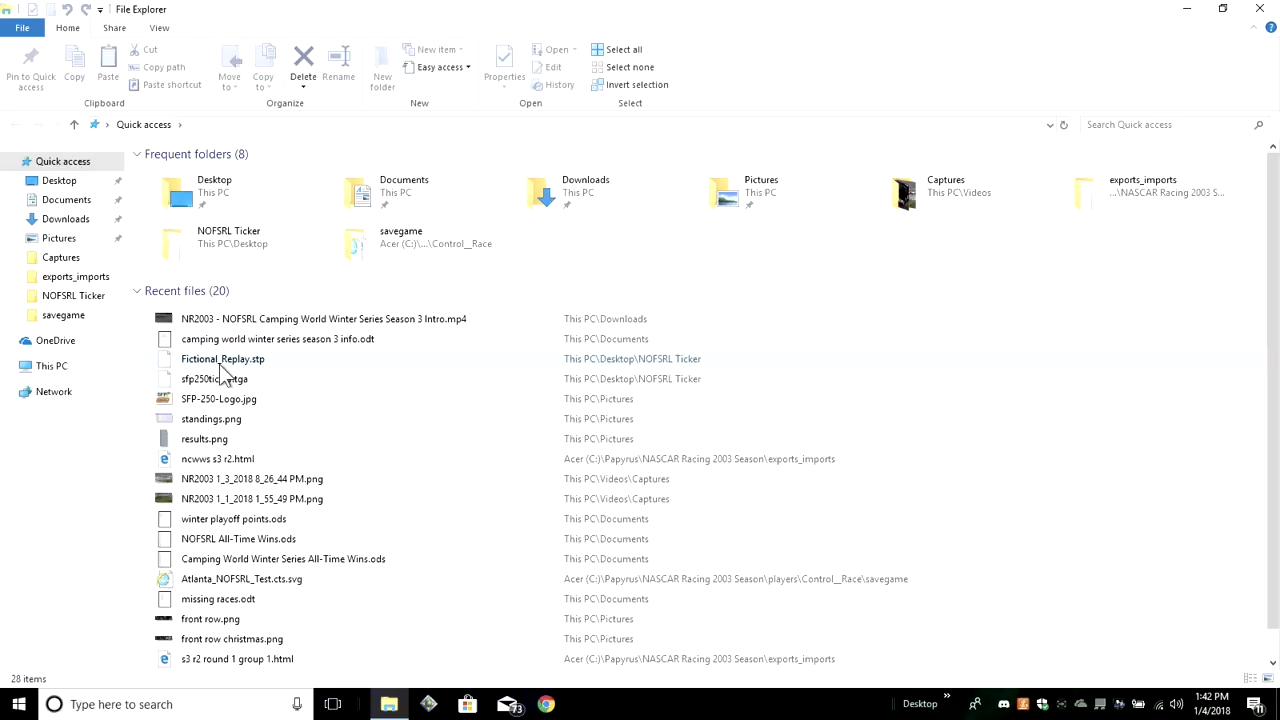 File Explorer
File Home Share View
Pin to Quick access
Copy
Paste
Cut
Copy path
Paste shortcut
Clipboard
Move to
Copy to
Delete
Rename
Organize
New folder
New item
Easy access
New
Properties
Open
Edit
History
Open
Select all
Select none
Invert selection
Select
Quick access
Search Quick access
Quick access
Desktop
Documents
Downloads
Pictures
Captures
exports_imports
NOFSRL Ticker
savegame
OneDrive
This PC
Network
Frequent folders (8)
Desktop
This PC
Documents
This PC
Downloads
This PC
Pictures
This PC
Captures
This PC\Videos
exports_imports
...\NASCAR Racing 2003 S...
NOFSRL Ticker
This PC\Desktop
savegame
Acer (C:)\...\Control__Race
Recent files (20)
NR2003 - NOFSRL Camping World Winter Series Season 3 Intro.mp4 This PC\Downloads
camping world winter series season 3 info.odt This PC\Documents
Fictional_Replay.stp This PC\Desktop\NOFSRL Ticker
This PC\Desktop\NOFSRL Ticker
SFP-250-Logo.jpg This PC\Pictures
standings.png This PC\Pictures
results.png This PC\Pictures
ncwws s3 r2.html Acer (C:)\Papyrus\NASCAR Racing 2003 Season\exports_imports
NR2003 1_3_2018 8_26_44 PM.png This PC\Videos\Captures
NR2003 1_1_2018 1_55_49 PM.png This PC\Videos\Captures
winter playoff points.ods This PC\Documents
NOFSRL All-Time Wins.ods This PC\Documents
Camping World Winter Series All-Time Wins.ods This PC\Documents
Atlanta_NOFSRL_Test.cts.svg Acer (C:)\Papyrus\NASCAR Racing 2003 Season\players\Control__Race\savegame
missing races.odt This PC\Documents
front row.png This PC\Pictures
front row christmas.png This PC\Pictures
s3 r2 round 1 group 1.html Acer (C:)\Papyrus\NASCAR Racing 2003 Season\exports_imports
28 items
Type here to search
73
Desktop
1:42 PM
1/4/2018
11